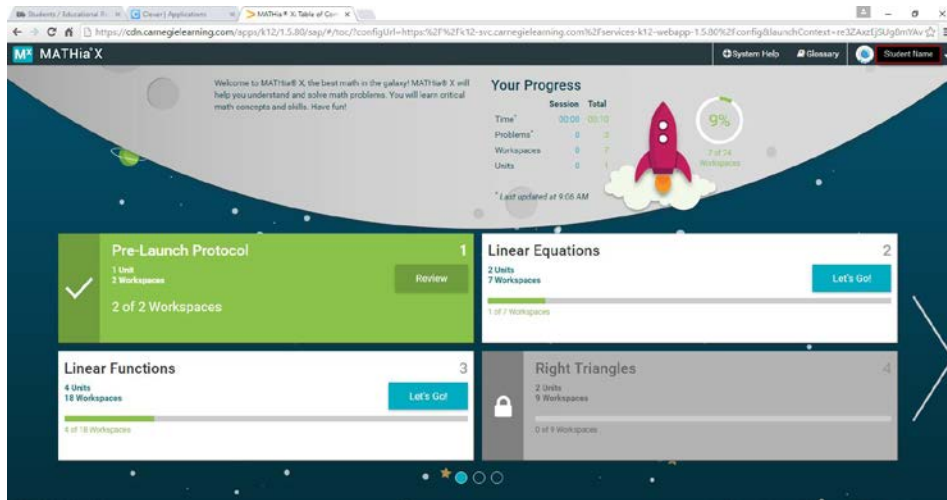 Students / Educational R
Clever | Applications
MATHia® X: Table of Con
https://cdn.carnegielearning.com/apps/k12/1.5.80/sap/#/toc/?configUrl=https:%2F%2Fk12-svc.carnegielearning.com%2Fservices-k12-webapp-1.5.80%2Fconfig&launchContext=
MATHia®X
System Help
Glossary
Student Name
Welcome to MATHia® X, the best math in the galaxy! MATHia® X will
help you understand and solve math problems. You will learn critical
math concepts and skills. Have fun!
Your Progress
Session Total
Time* 00:00 00:10
Problems* 0 3
Workspaces 0 7
Units 0 1
* Last updated at 9:06 AM
9%
7 of 74
Workspaces
Pre-Launch Protocol 1
1 Unit
2 Workspaces
Review
2 of 2 Workspaces
Linear Equations 2
2 Units
7 Workspaces
Let's Go!
1 of 7 Workspaces
Linear Functions 3
4 Units
18 Workspaces
Let's Go!
4 of 18 Workspaces
Right Triangles 4
2 Units
9 Workspaces
0 of 9 Workspaces